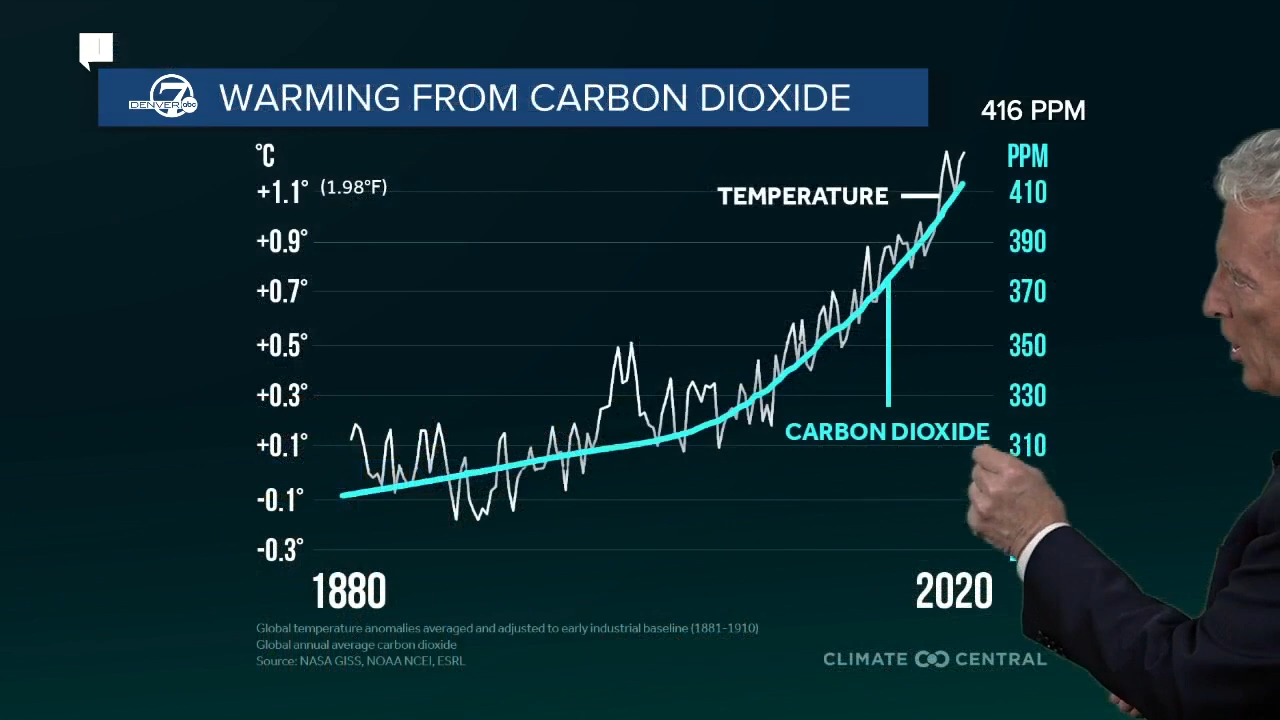 DENVER 7 abc
WARMING FROM CARBON DIOXIDE
416 PPM
°C
PPM
+1.1° (1.98°F)
410
TEMPERATURE
+0.9°
390
+0.7°
370
+0.5°
350
+0.3°
330
CARBON DIOXIDE
+0.1°
310
-0.1°
-0.3°
1880
2020
Global temperature anomalies averaged and adjusted to early industrial baseline (1881-1910)
Global annual average carbon dioxide
Source: NASA GISS, NOAA NCEI, ESRL
CLIMATE CENTRAL